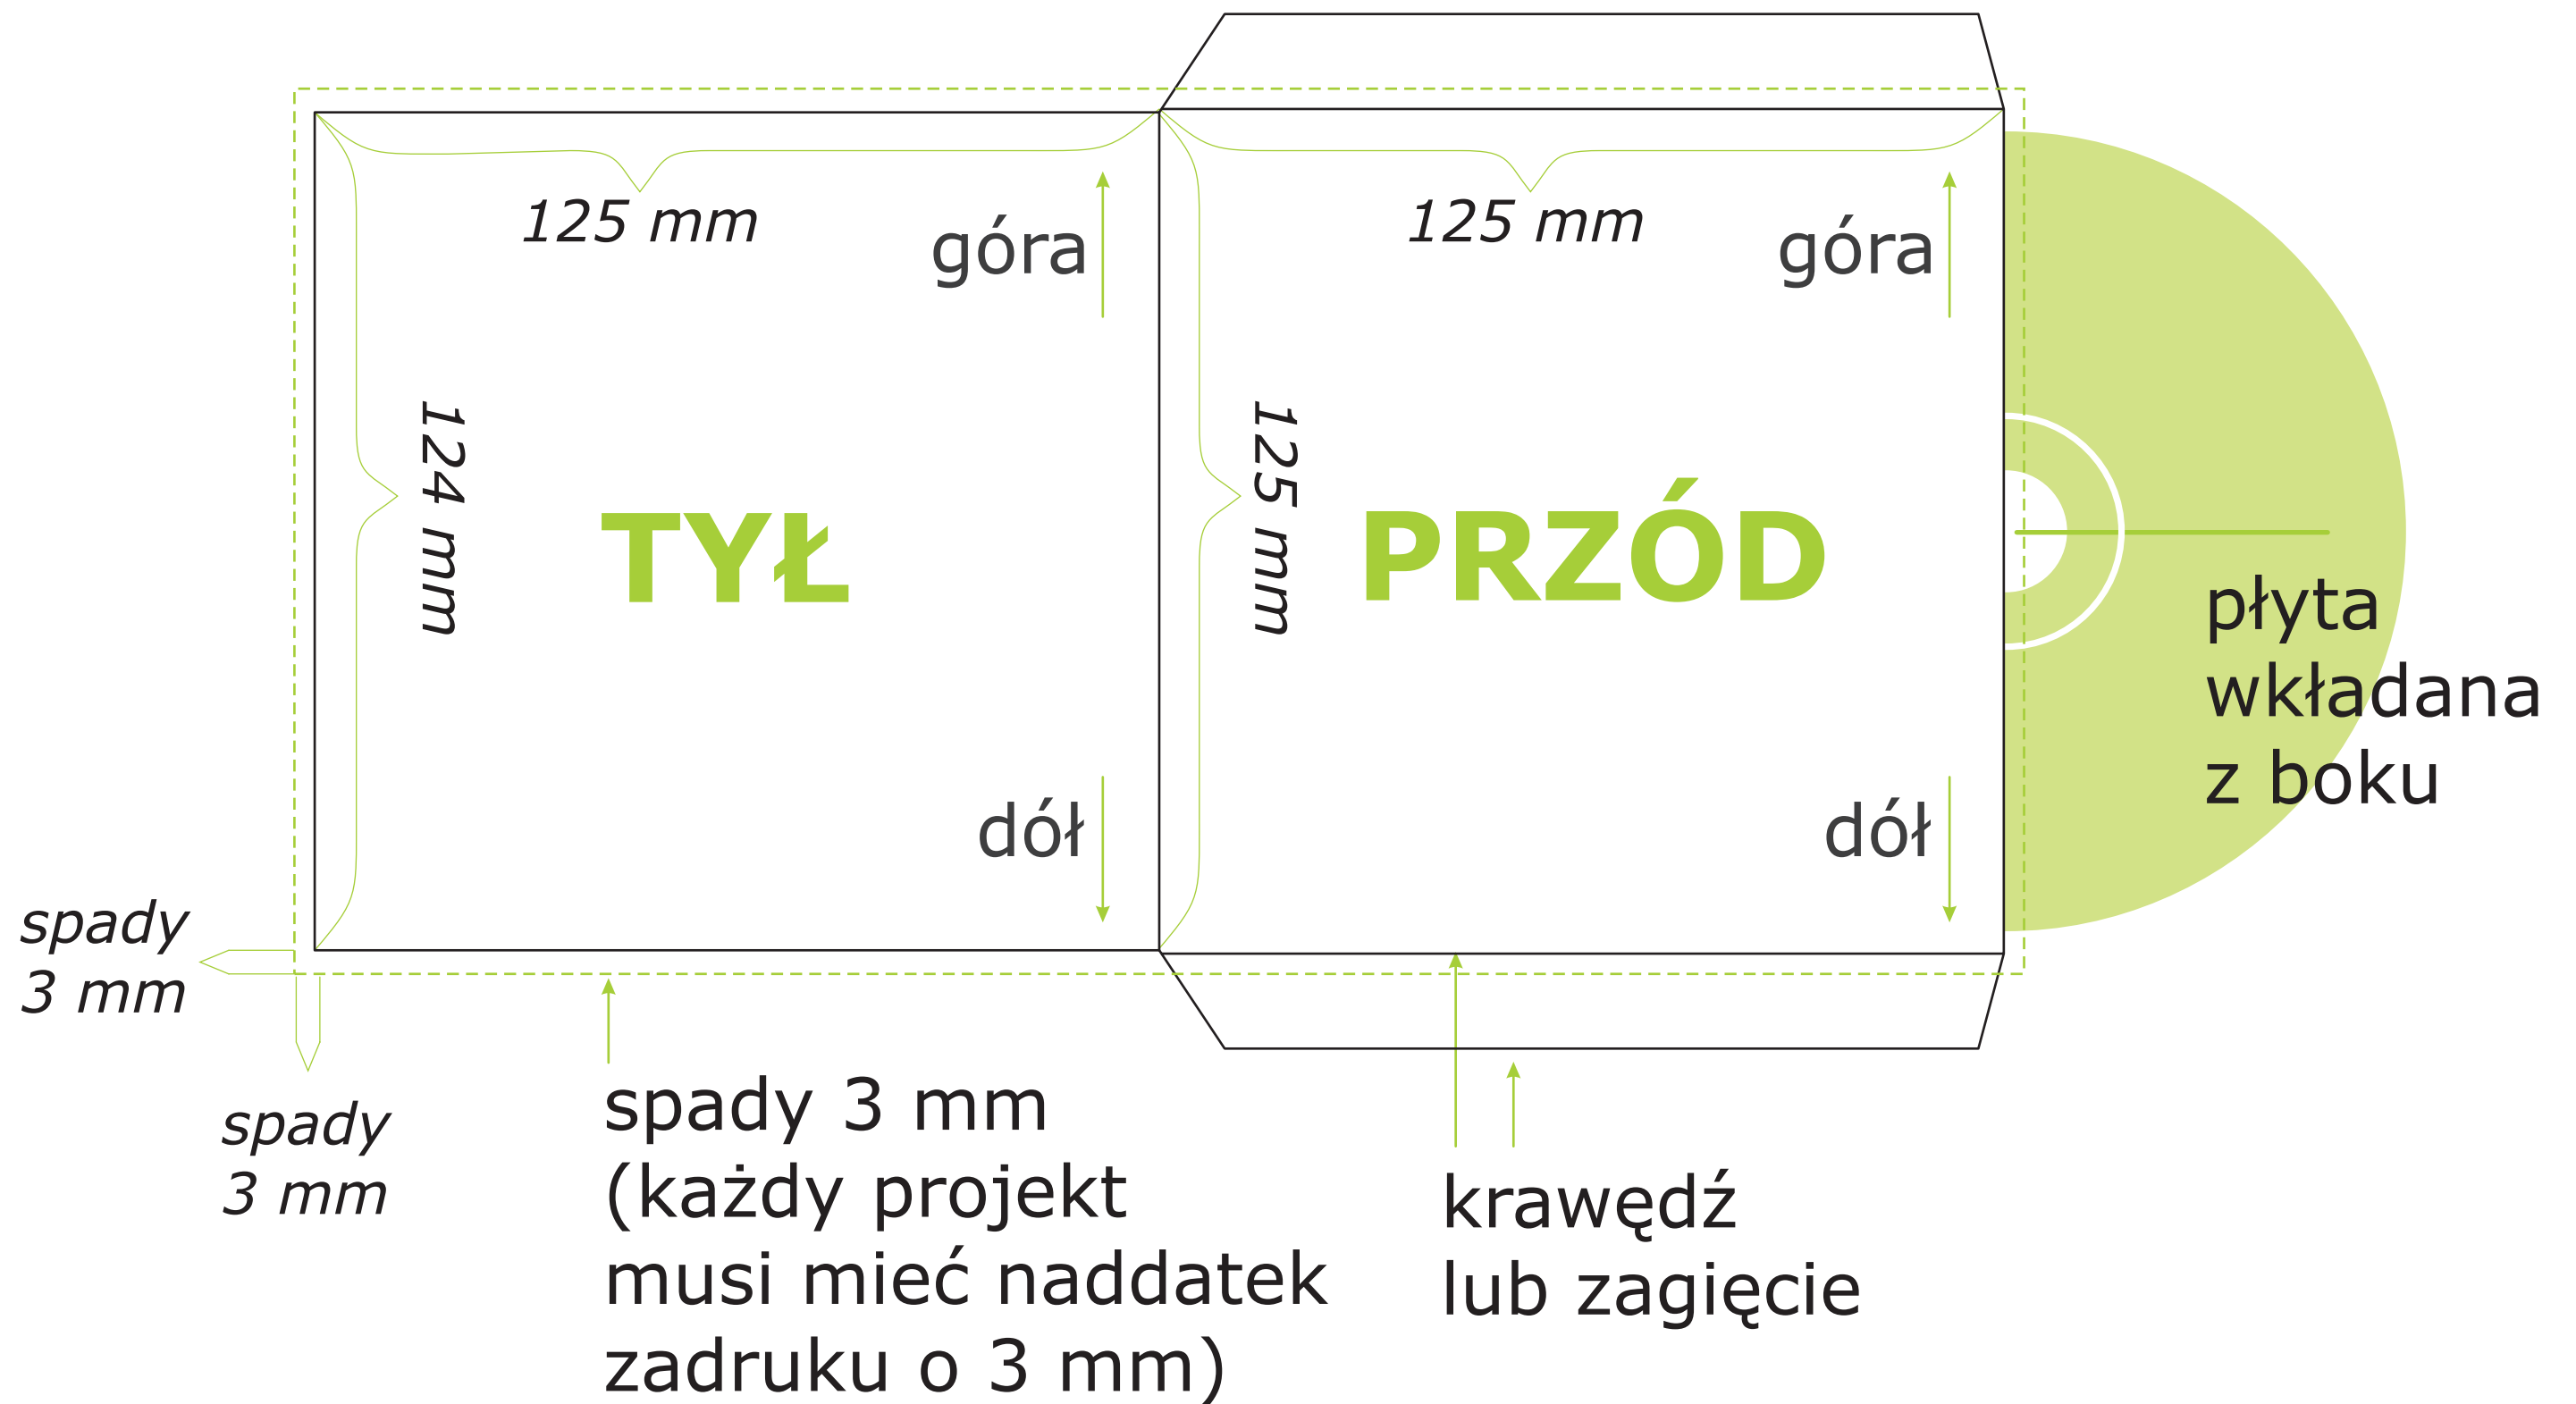 125 mm
góra
124 mm
TYŁ
dół
125 mm
góra
125 mm
PRZÓD
dół
płyta
wkładana
z boku
spady
3 mm
spady
3 mm
spady 3 mm
(każdy projekt
musi mieć naddatek
zadruku o 3 mm)
krawędź
lub zagięcie